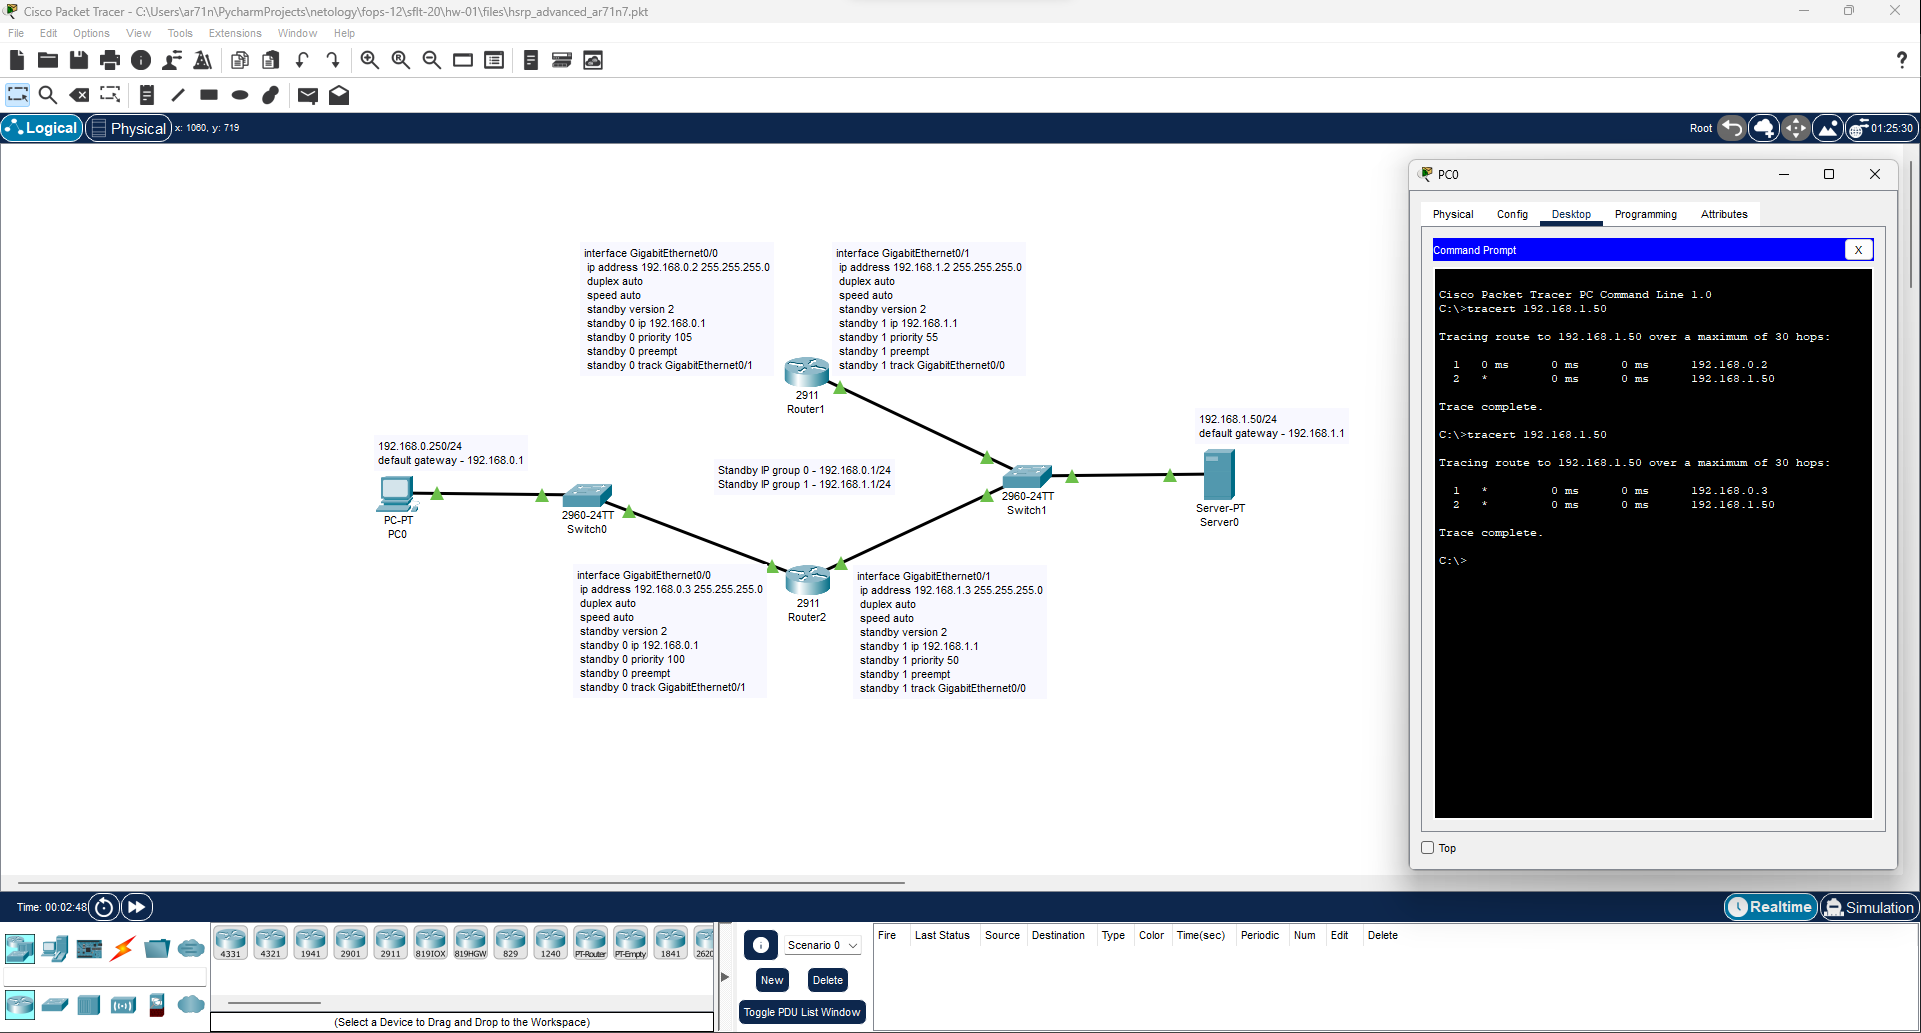 Cisco Packet Tracer - C:\Users\ar71n\PycharmProjects\netology\fops-12\sflt-20\hw-01\files\hsrp_advanced_ar71n7.pkt
File Edit Options View Tools Extensions Window Help
Logical Physical x: 1060, y: 719
Root 01:25:30
interface GigabitEthernet0/0
ip address 192.168.0.2 255.255.255.0
duplex auto
speed auto
standby version 2
standby 0 ip 192.168.0.1
standby 0 priority 105
standby 0 preempt
standby 0 track GigabitEthernet0/1
interface GigabitEthernet0/1
ip address 192.168.1.2 255.255.255.0
duplex auto
speed auto
standby version 2
standby 1 ip 192.168.1.1
standby 1 priority 55
standby 1 preempt
standby 1 track GigabitEthernet0/0
2911
Router1
192.168.1.50/24
default gateway - 192.168.1.1
192.168.0.250/24
default gateway - 192.168.0.1
Standby IP group 0 - 192.168.0.1/24
Standby IP group 1 - 192.168.1.1/24
PC-PT
PC0
2960-24TT
Switch0
2960-24TT
Switch1
Server-PT
Server0
interface GigabitEthernet0/0
ip address 192.168.0.3 255.255.255.0
duplex auto
speed auto
standby version 2
standby 0 ip 192.168.0.1
standby 0 priority 100
standby 0 preempt
standby 0 track GigabitEthernet0/1
2911
Router2
interface GigabitEthernet0/1
ip address 192.168.1.3 255.255.255.0
duplex auto
speed auto
standby version 2
standby 1 ip 192.168.1.1
standby 1 priority 50
standby 1 preempt
standby 1 track GigabitEthernet0/0
PC0
Physical Config Desktop Programming Attributes
Command Prompt X
Cisco Packet Tracer PC Command Line 1.0
C:\>tracert 192.168.1.50
Tracing route to 192.168.1.50 over a maximum of 30 hops:
1 0 ms 0 ms 0 ms 192.168.0.2
2 * 0 ms 0 ms 192.168.1.50
Trace complete.
C:\>tracert 192.168.1.50
Tracing route to 192.168.1.50 over a maximum of 30 hops:
1 * 0 ms 0 ms 192.168.0.3
2 * 0 ms 0 ms 192.168.1.50
Trace complete.
C:\>
Top
Time: 00:02:48
Realtime Simulation
4331 4321 1941 2901 2911 819IOX 819HGW 829 1240 PT-Router PT-Empty 1841 262
(Select a Device to Drag and Drop to the Workspace)
Scenario 0
New Delete
Toggle PDU List Window
Fire Last Status Source Destination Type Color Time(sec) Periodic Num Edit Delete